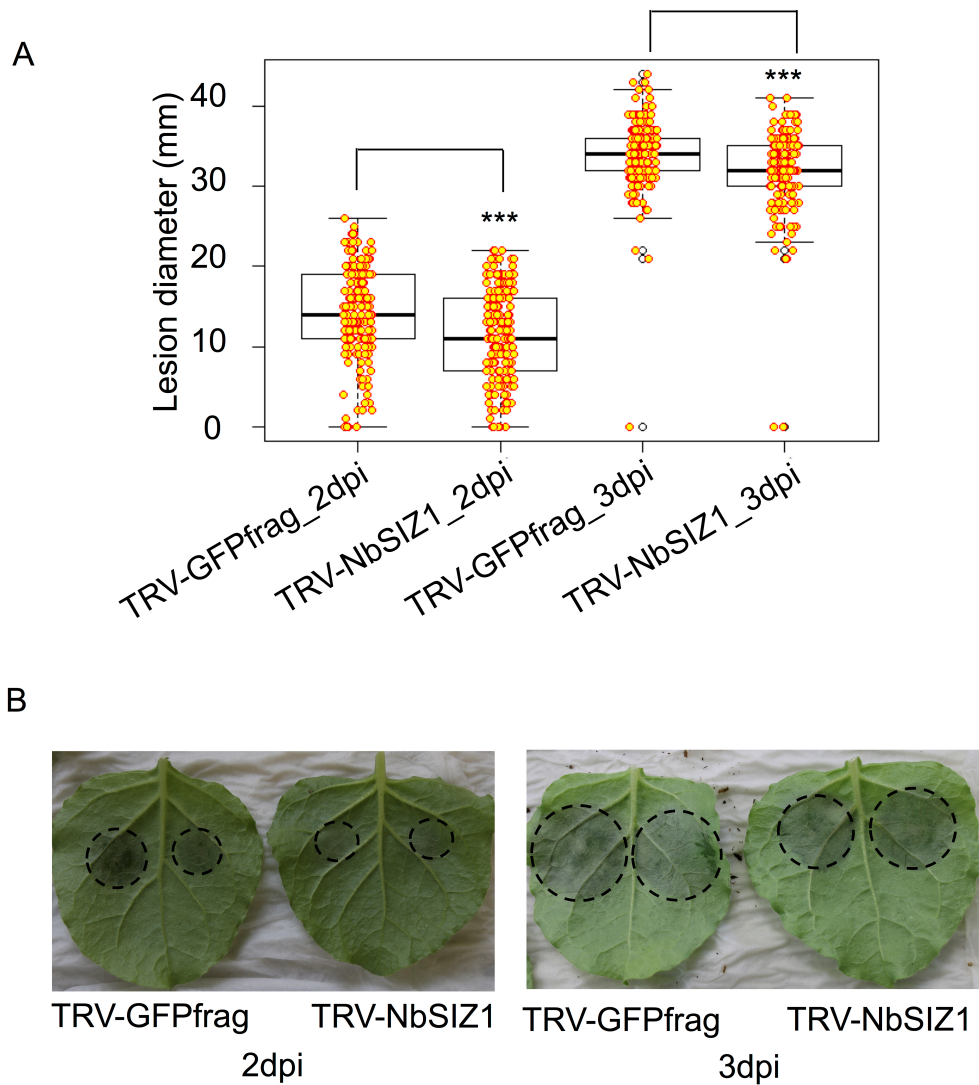 A
Lesion diameter (mm)
40
30
20
10
0
***
***
TRV-GFPfrag_2dpi
TRV-NbSIZ1_2dpi
TRV-GFPfrag_3dpi
TRV-NbSIZ1_3dpi
B
TRV-GFPfrag TRV-NbSIZ1
2dpi
TRV-GFPfrag TRV-NbSIZ1
3dpi